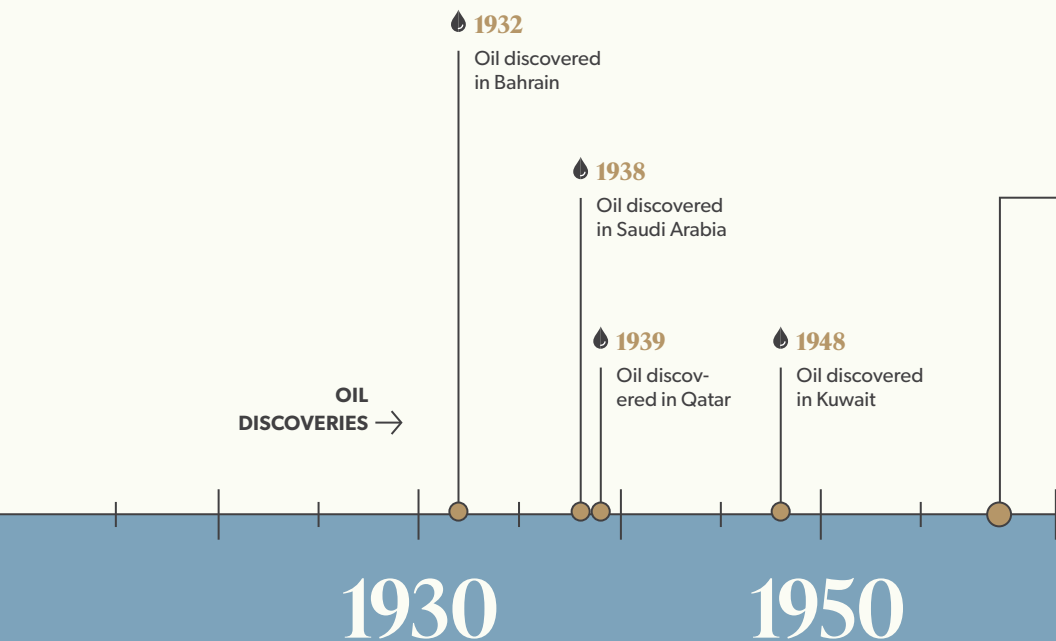 1932
Oil discovered
in Bahrain
1938
Oil discovered
in Saudi Arabia
1939
Oil discov-
ered in Qatar
1948
Oil discovered
in Kuwait
OIL
DISCOVERIES
1930
1950